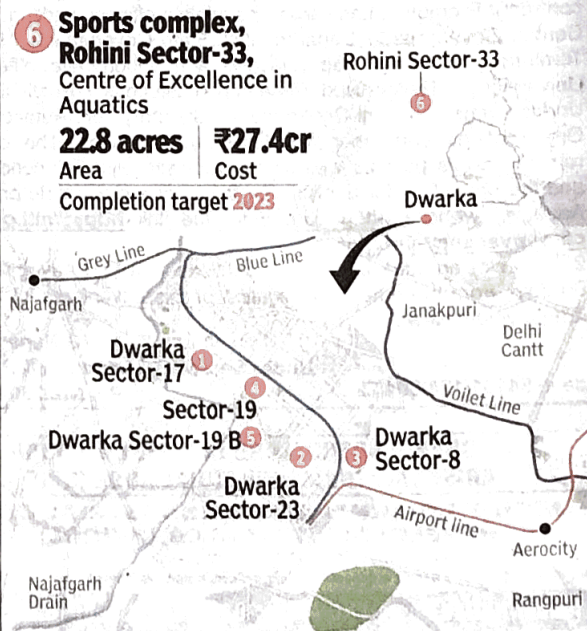 6 Sports complex,
Rohini Sector-33,
Centre of Excellence in
Aquatics
22.8 acres
Area
₹27.4cr
Cost
Completion target 2023
Rohini Sector-33
6
Dwarka
Grey Line
Blue Line
Najafgarh
Janakpuri
Delhi
Cantt
Dwarka
Sector-17
1
4
Sector-19
Voilet Line
Dwarka Sector-19 B 5
2
3
Dwarka
Sector-8
Dwarka
Sector-23
Airport line
Aerocity
Najafgarh
Drain
Rangpuri